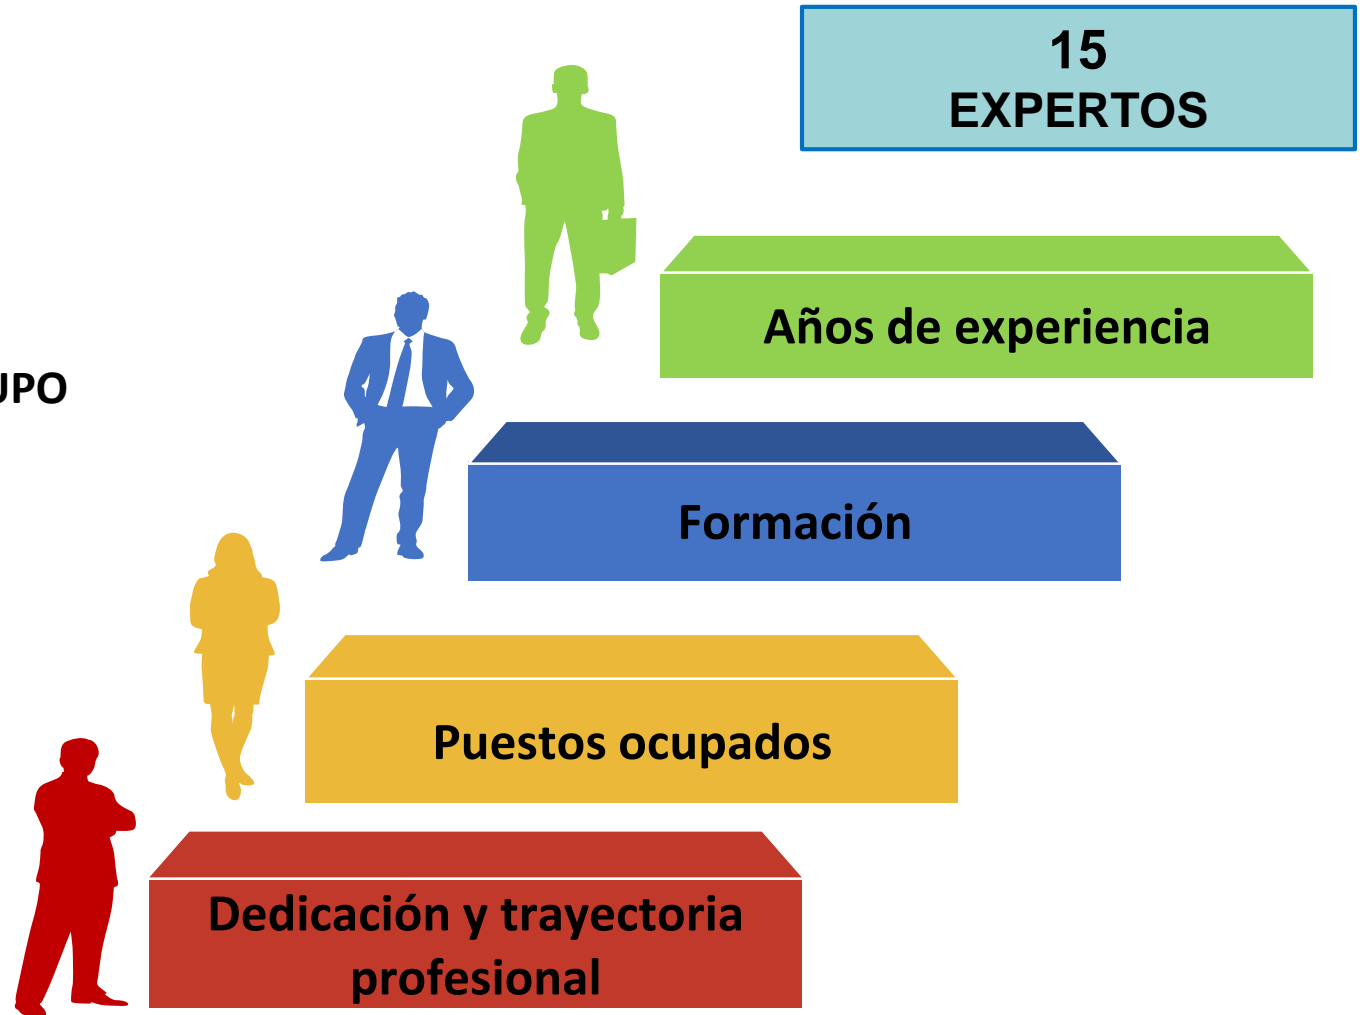 15
EXPERTOS
Años de experiencia
UPO
Formación
Puestos ocupados
Dedicación y trayectoria
profesional